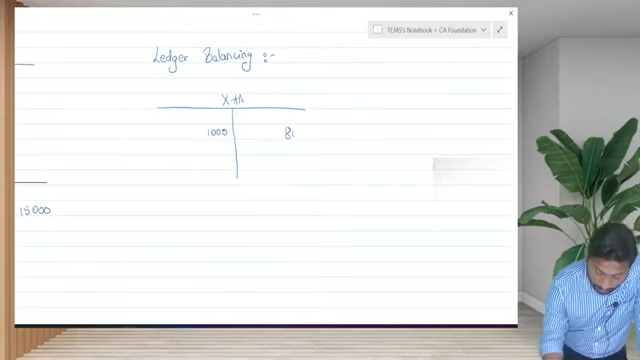 TEJAS's Notebook > CA Foundation
Ledger Balancing :-
X A/c
1000
15000